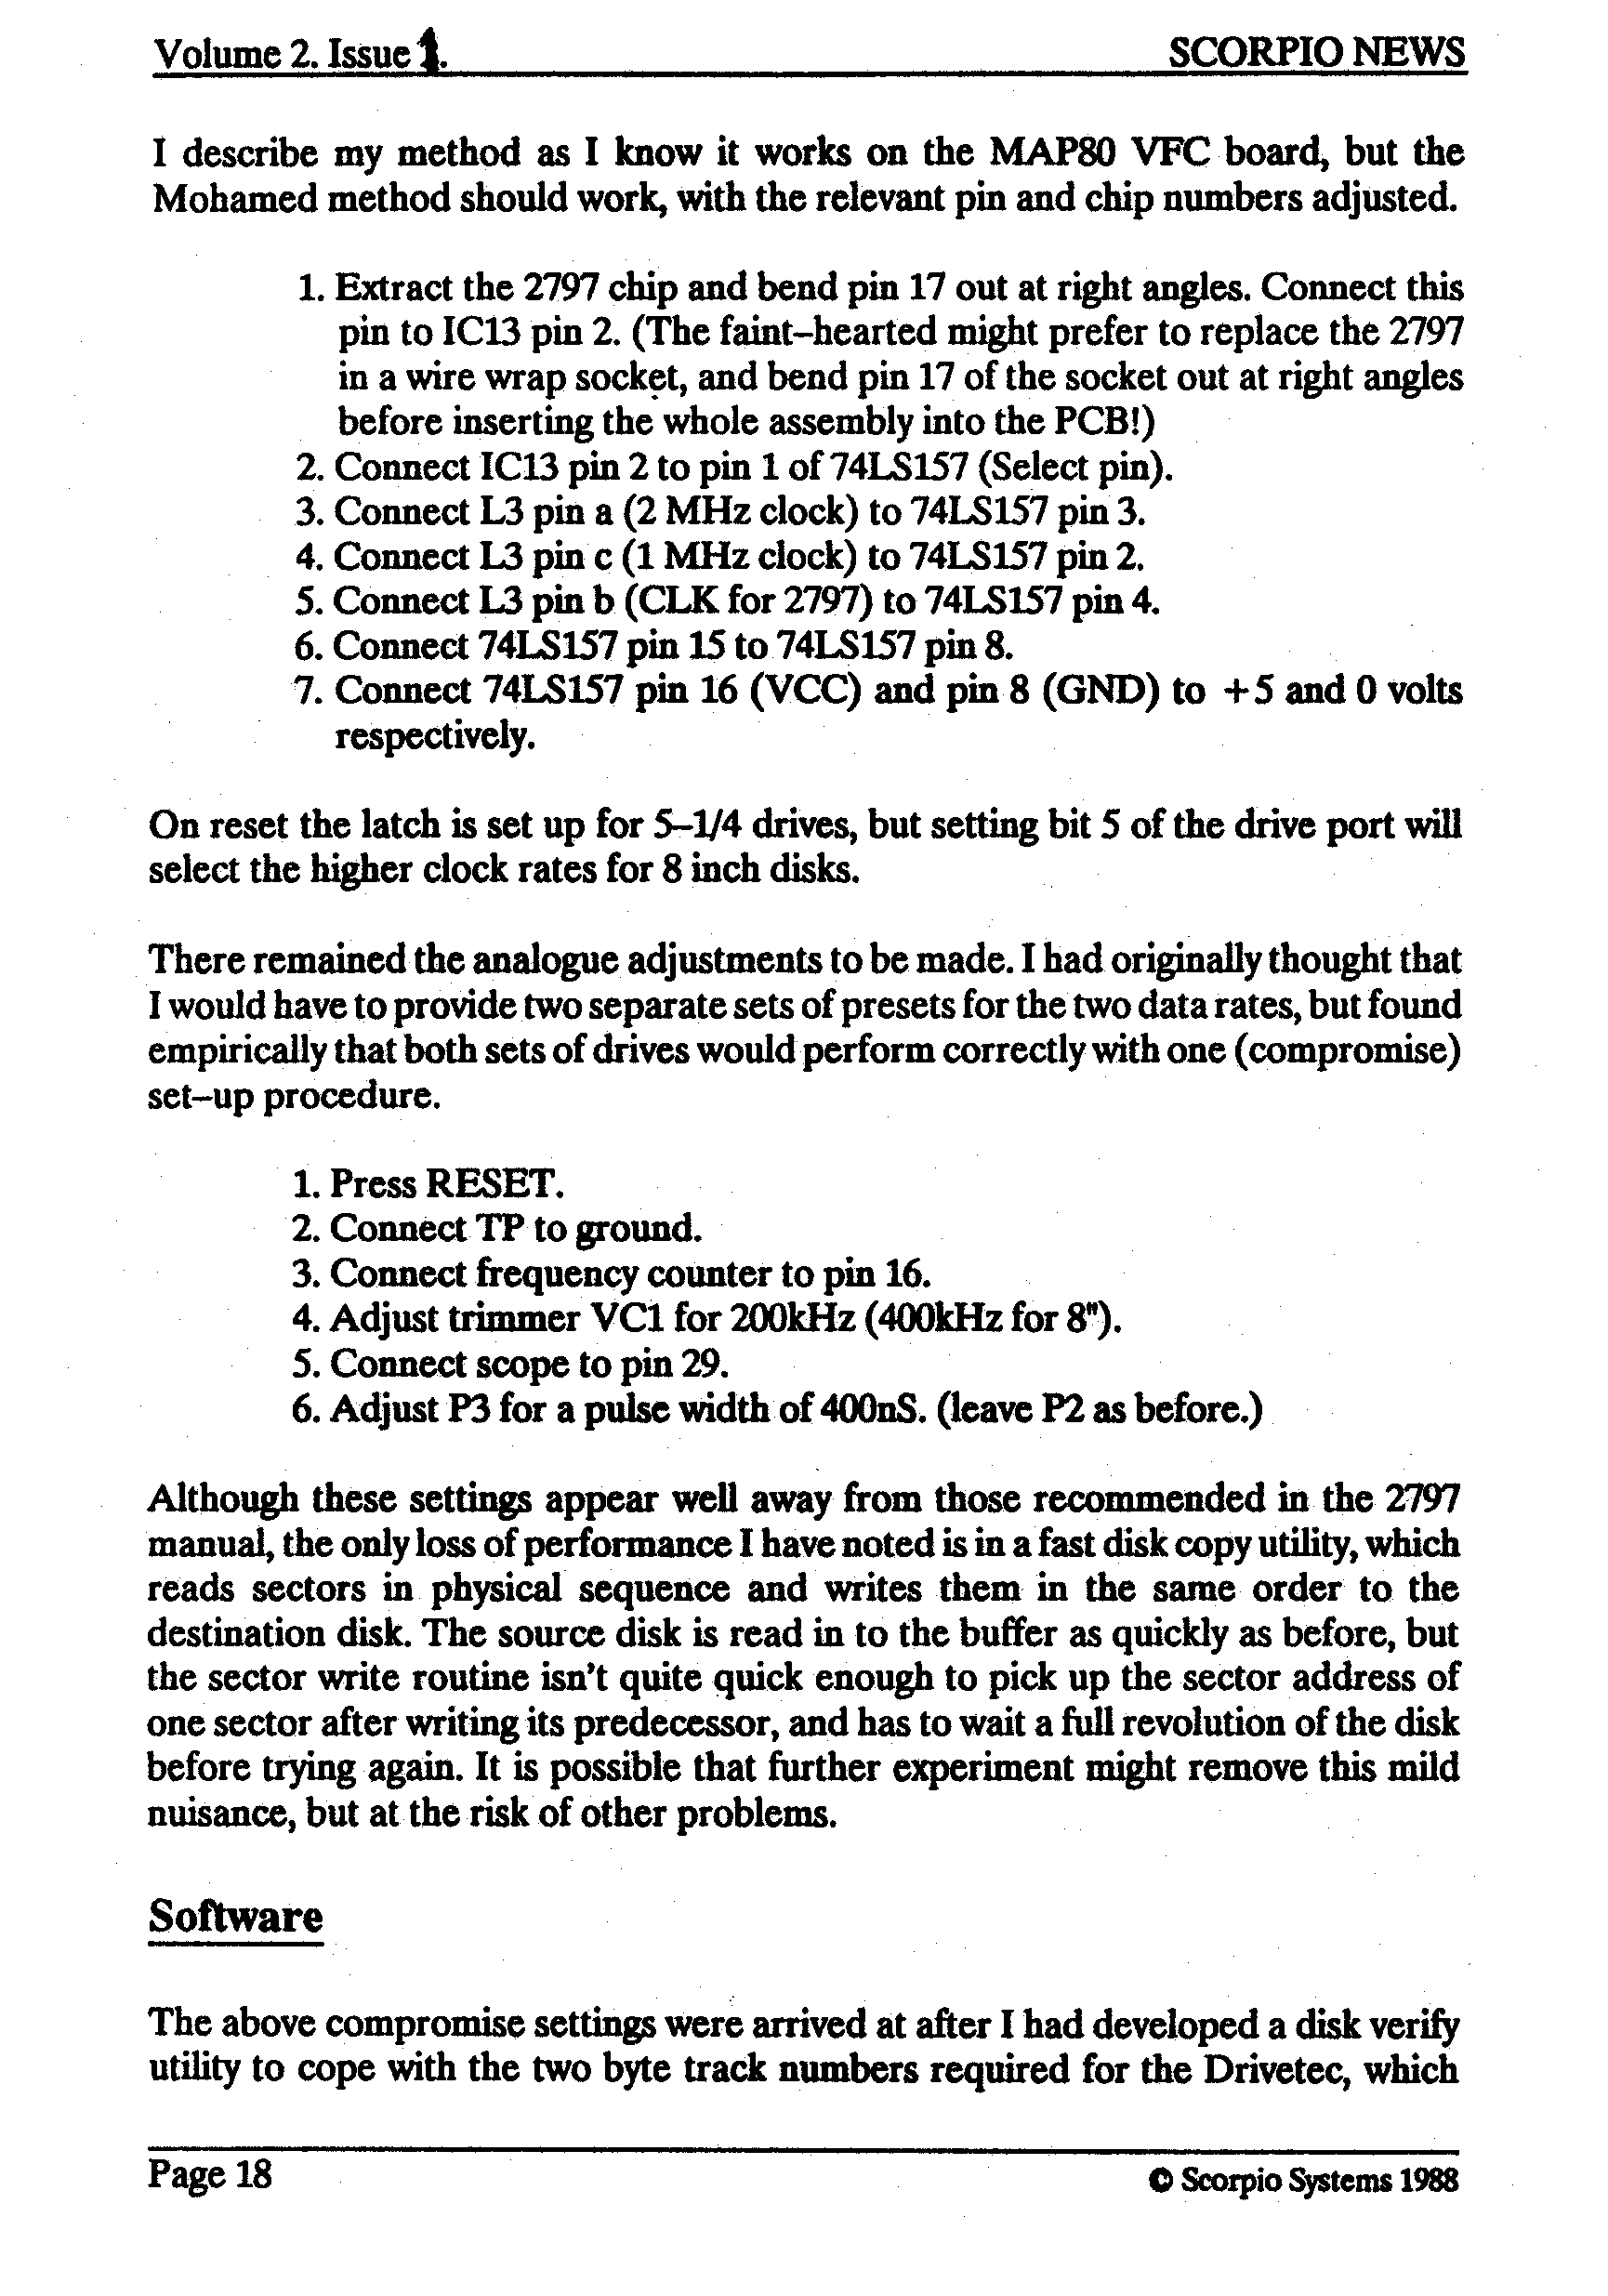 Volume 2. Issue 1.
SCORPIO NEWS
I describe my method as I know it works on the MAP80 VFC board, but the
Mohamed method should work, with the relevant pin and chip numbers adjusted.
1. Extract the 2797 chip and bend pin 17 out at right angles. Connect this
pin to IC13 pin 2. (The faint-hearted might prefer to replace the 2797
in a wire wrap socket, and bend pin 17 of the socket out at right angles
before inserting the whole assembly into the PCB!)
2. Connect IC13 pin 2 to pin 1 of 74LS157 (Select pin).
3. Connect L3 pin a (2 MHz clock) to 74LS157 pin 3.
4. Connect L3 pin c (1 MHz clock) to 74LS157 pin 2.
5. Connect L3 pin b (CLK for 2797) to 74LS157 pin 4.
6. Connect 74LS157 pin 15 to 74LS157 pin 8.
7. Connect 74LS157 pin 16 (VCC) and pin 8 (GND) to +5 and 0 volts
respectively.
On reset the latch is set up for 5-1/4 drives, but setting bit 5 of the drive port will
select the higher clock rates for 8 inch disks.
There remained the analogue adjustments to be made. I had originally thought that
I would have to provide two separate sets of presets for the two data rates, but found
empirically that both sets of drives would perform correctly with one (compromise)
set-up procedure.
1. Press RESET.
2. Connect TP to ground.
3. Connect frequency counter to pin 16.
4. Adjust trimmer VC1 for 200kHz (400kHz for 8").
5. Connect scope to pin 29.
6. Adjust P3 for a pulse width of 400nS. (leave P2 as before.)
Although these settings appear well away from those recommended in the 2797
manual, the only loss of performance I have noted is in a fast disk copy utility, which
reads sectors in physical sequence and writes them in the same order to the
destination disk. The source disk is read in to the buffer as quickly as before, but
the sector write routine isn't quite quick enough to pick up the sector address of
one sector after writing its predecessor, and has to wait a full revolution of the disk
before trying again. It is possible that further experiment might remove this mild
nuisance, but at the risk of other problems.
Software
The above compromise settings were arrived at after I had developed a disk verify
utility to cope with the two byte track numbers required for the Drivetec, which
Page 18
© Scorpio Systems 1988